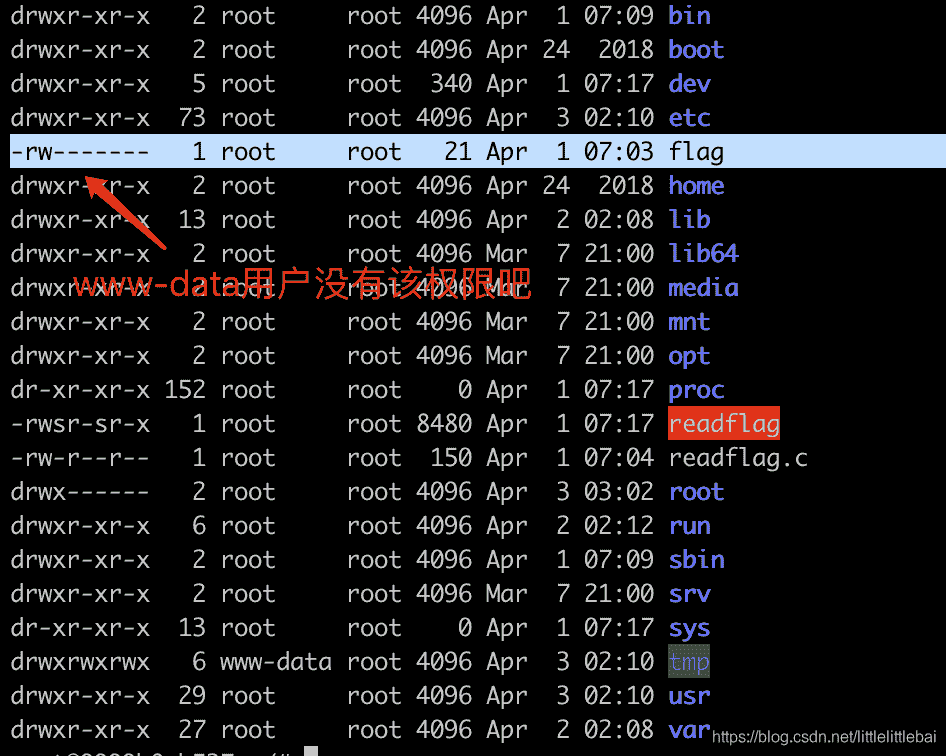 drwxr-xr-x 2 root root 4096 Apr 1 07:09 bin
drwxr-xr-x 2 root root 4096 Apr 24 2018 boot
drwxr-xr-x 5 root root 340 Apr 1 07:17 dev
drwxr-xr-x 73 root root 4096 Apr 3 02:10 etc
-rw------- 1 root root 21 Apr 1 07:03 flag
drwxr-xr-x 2 root root 4096 Apr 24 2018 home
drwxr-xr-x 13 root root 4096 Apr 2 02:08 lib
drwxr-xr-x 2 root root 4096 Mar 7 21:00 lib64
www-data用户没有该权限吧
drwxr-xr-x 2 root root 4096 Mar 7 21:00 media
drwxr-xr-x 2 root root 4096 Mar 7 21:00 mnt
drwxr-xr-x 2 root root 4096 Mar 7 21:00 opt
dr-xr-xr-x 152 root root 0 Apr 1 07:17 proc
-rwsr-sr-x 1 root root 8480 Apr 1 07:17 readflag
-rw-r--r-- 1 root root 150 Apr 1 07:04 readflag.c
drwx------ 2 root root 4096 Apr 3 03:02 root
drwxr-xr-x 6 root root 4096 Apr 2 02:12 run
drwxr-xr-x 2 root root 4096 Apr 1 07:09 sbin
drwxr-xr-x 2 root root 4096 Mar 7 21:00 srv
dr-xr-xr-x 13 root root 0 Apr 1 07:17 sys
drwxrwxrwx 6 www-data root 4096 Apr 3 02:10 tmp
drwxr-xr-x 29 root root 4096 Apr 3 02:10 usr
drwxr-xr-x 27 root root 4096 Apr 2 02:08 var
https://blog.csdn.net/littlelittlebai